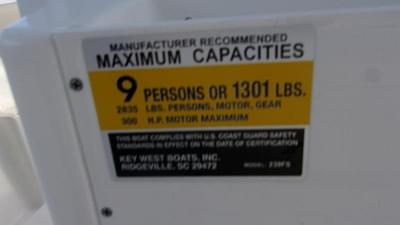 MANUFACTURER RECOMMENDED
MAXIMUM CAPACITIES
9 PERSONS OR 1301 LBS.
2835 LBS. PERSONS, MOTOR, GEAR
300 H.P. MOTOR MAXIMUM
THIS BOAT COMPLIES WITH U.S. COAST GUARD SAFETY
STANDARDS IN EFFECT ON THE DATE OF CERTIFICATION
KEY WEST BOATS, INC.
RIDGEVILLE, SC 29472 MODEL: 239FS